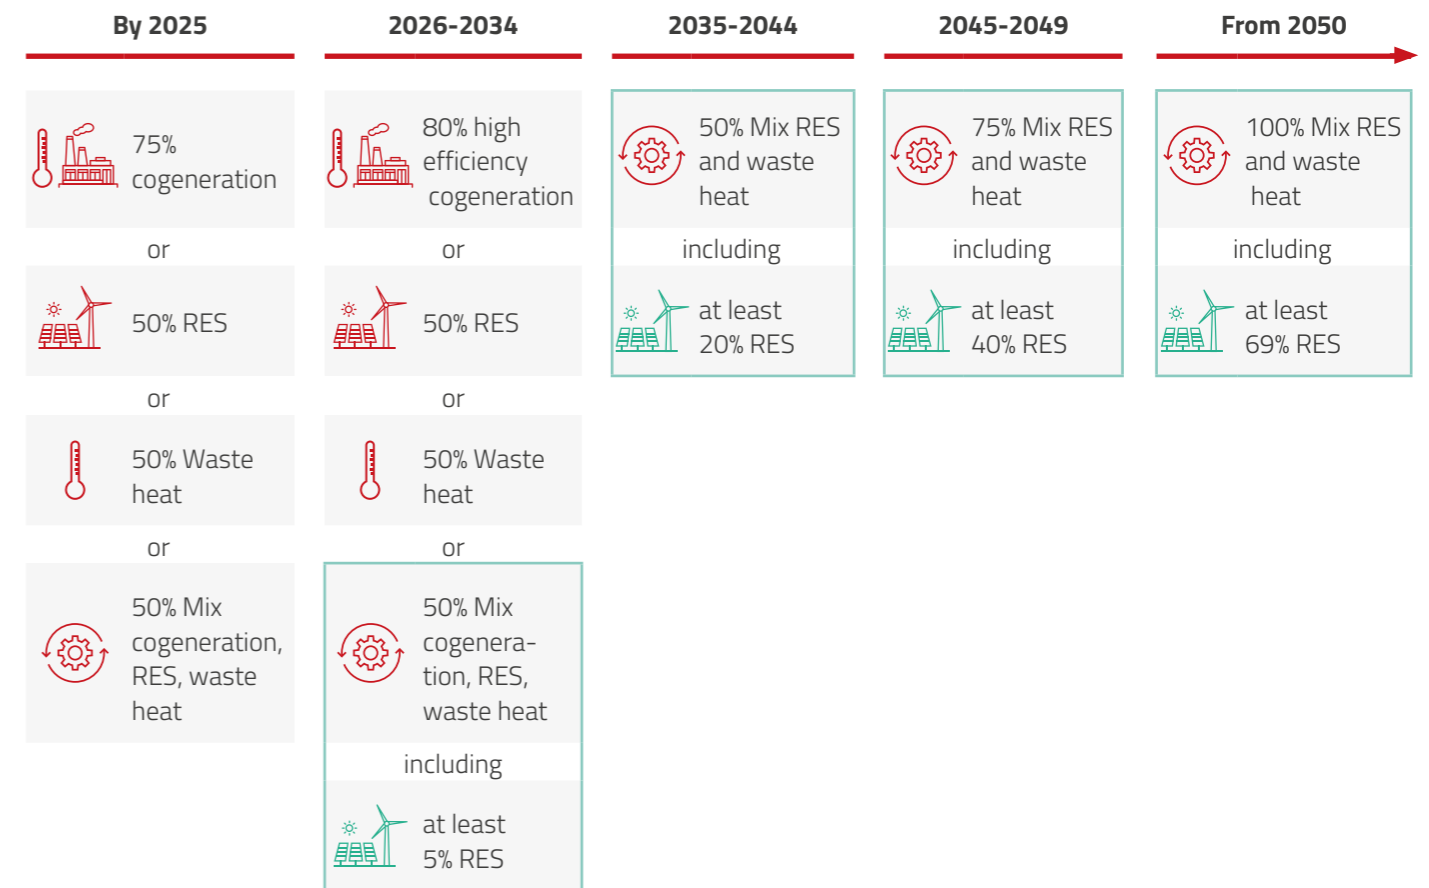 By 2025
75%
cogeneration
or
50% RES
or
50% Waste
heat
or
50% Mix
cogeneration,
RES, waste
heat
2026-2034
80% high
efficiency
cogeneration
or
50% RES
or
50% Waste
heat
or
50% Mix
cogenera-
tion, RES,
waste heat
including
at least
5% RES
2035-2044
50% Mix RES
and waste
heat
including
at least
20% RES
2045-2049
75% Mix RES
and waste
heat
including
at least
40% RES
From 2050
100% Mix RES
and waste
heat
including
at least
69% RES